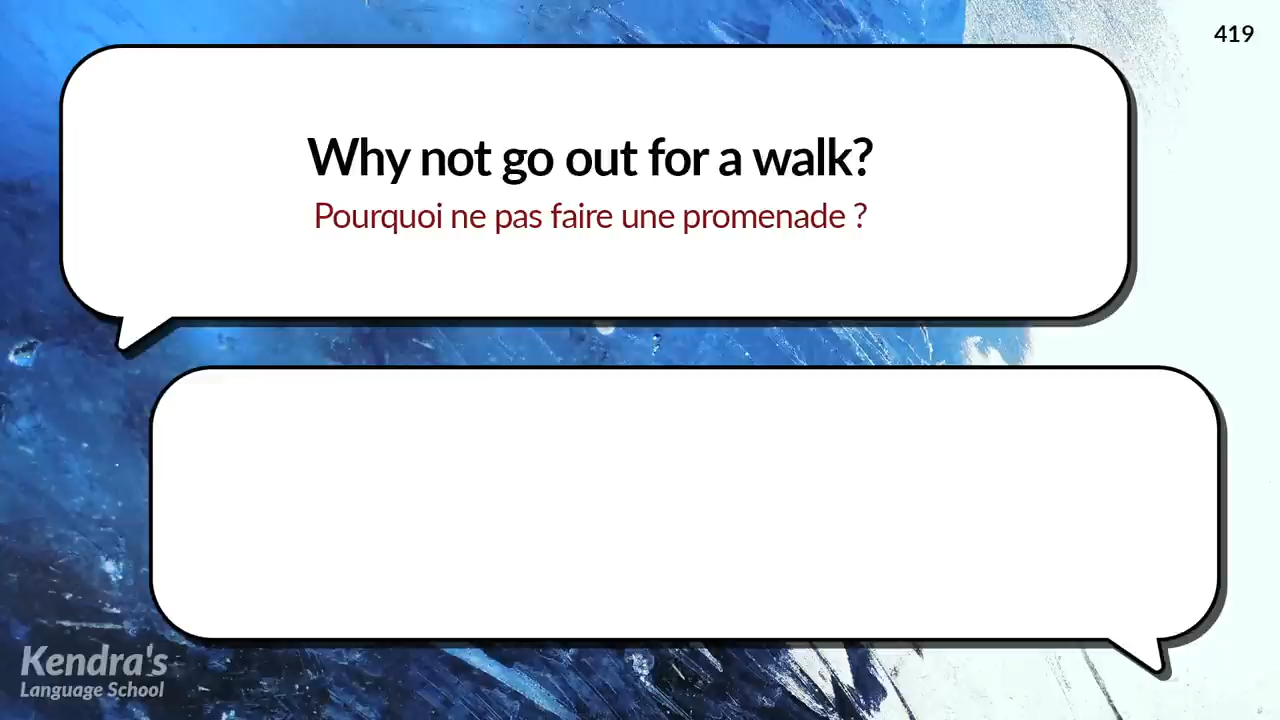 419
Why not go out for a walk?
Pourquoi ne pas faire une promenade ?
Kendra's
Language School